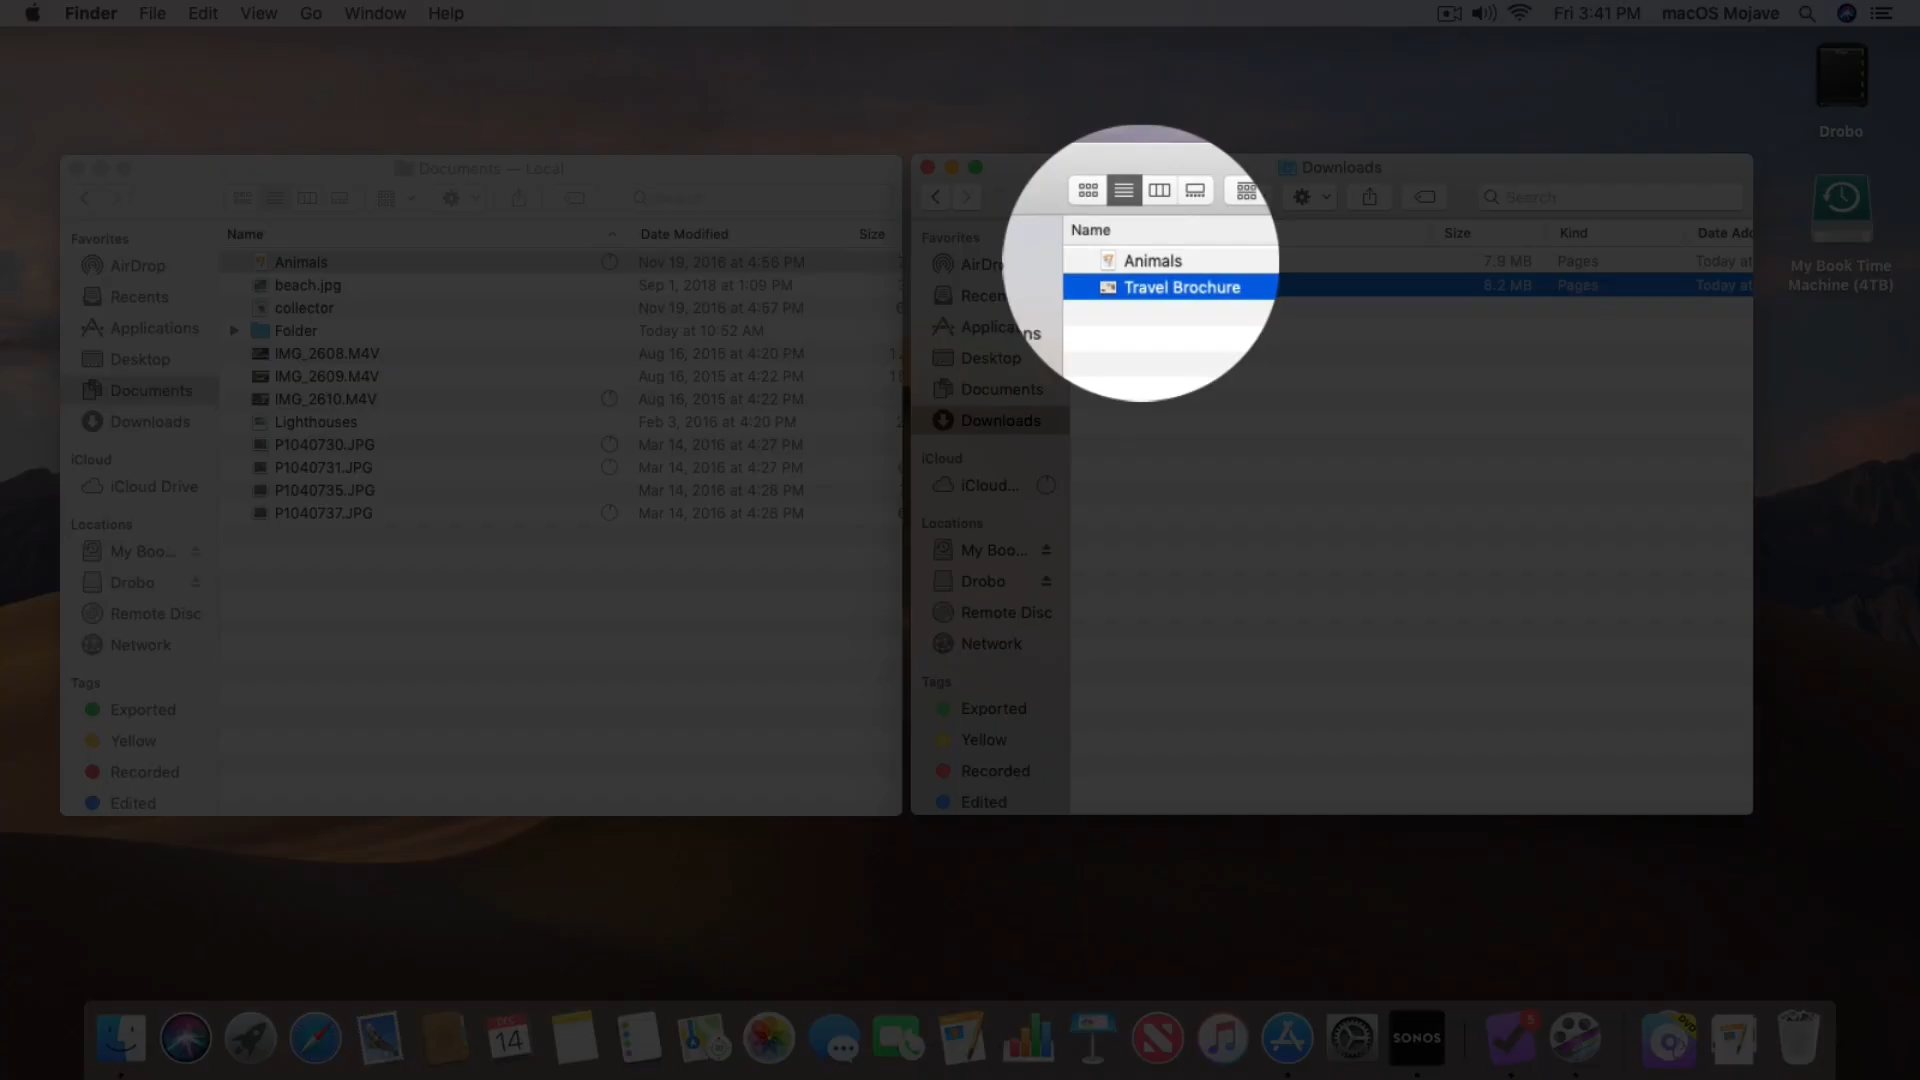 Finder File Edit View Go Window Help
Fri 3:41 PM macOS Mojave
Drobo
My Book Time
Machine (4TB)
Documents — Local
Search
Favorites
AirDrop
Recents
Applications
Desktop
Documents
Downloads
iCloud
iCloud Drive
Locations
My Boo...
Drobo
Remote Disc
Network
Tags
Exported
Yellow
Recorded
Edited
Name Date Modified Size
Animals Nov 19, 2016 at 4:56 PM
beach.jpg Sep 1, 2018 at 1:09 PM
collector Nov 19, 2016 at 4:57 PM
Folder Today at 10:52 AM
IMG_2608.M4V Aug 16, 2015 at 4:20 PM
IMG_2609.M4V Aug 16, 2015 at 4:22 PM
IMG_2610.M4V Aug 16, 2015 at 4:22 PM
Lighthouses Feb 3, 2016 at 4:20 PM
P1040730.JPG Mar 14, 2016 at 4:27 PM
P1040731.JPG Mar 14, 2016 at 4:27 PM
P1040735.JPG Mar 14, 2016 at 4:28 PM
P1040737.JPG Mar 14, 2016 at 4:28 PM
Downloads
Search
Favorites
AirDr
Recen
Applica ns
Desktop
Documents
Downloads
iCloud
iCloud...
Locations
My Boo...
Drobo
Remote Disc
Network
Tags
Exported
Yellow
Recorded
Edited
Name Size Kind Date Adc
Animals 7.9 MB Pages Today at
Travel Brochure 8.2 MB Pages Today at
DEC
14
SONOS
5
DVD